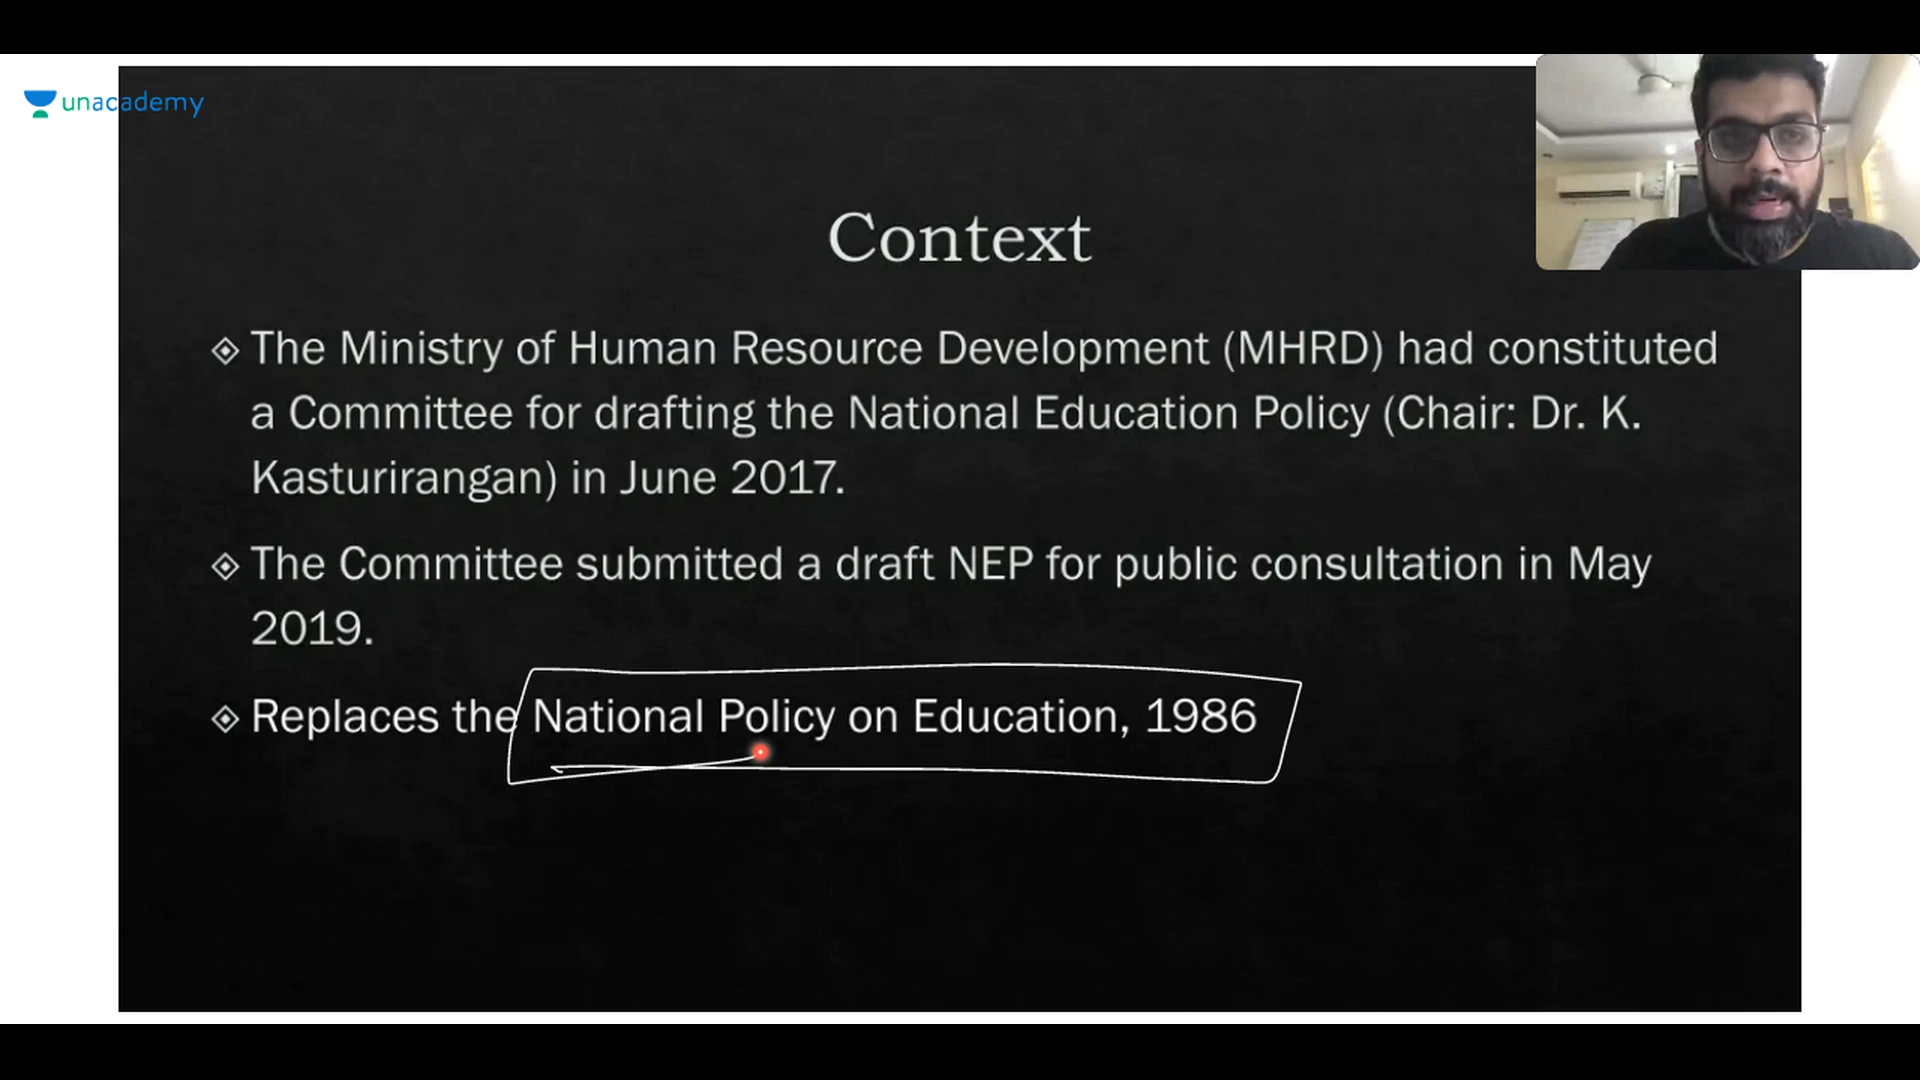 unacademy
Context
The Ministry of Human Resource Development (MHRD) had constituted
a Committee for drafting the National Education Policy (Chair: Dr. K.
Kasturirangan) in June 2017.
The Committee submitted a draft NEP for public consultation in May
2019.
Replaces the National Policy on Education, 1986